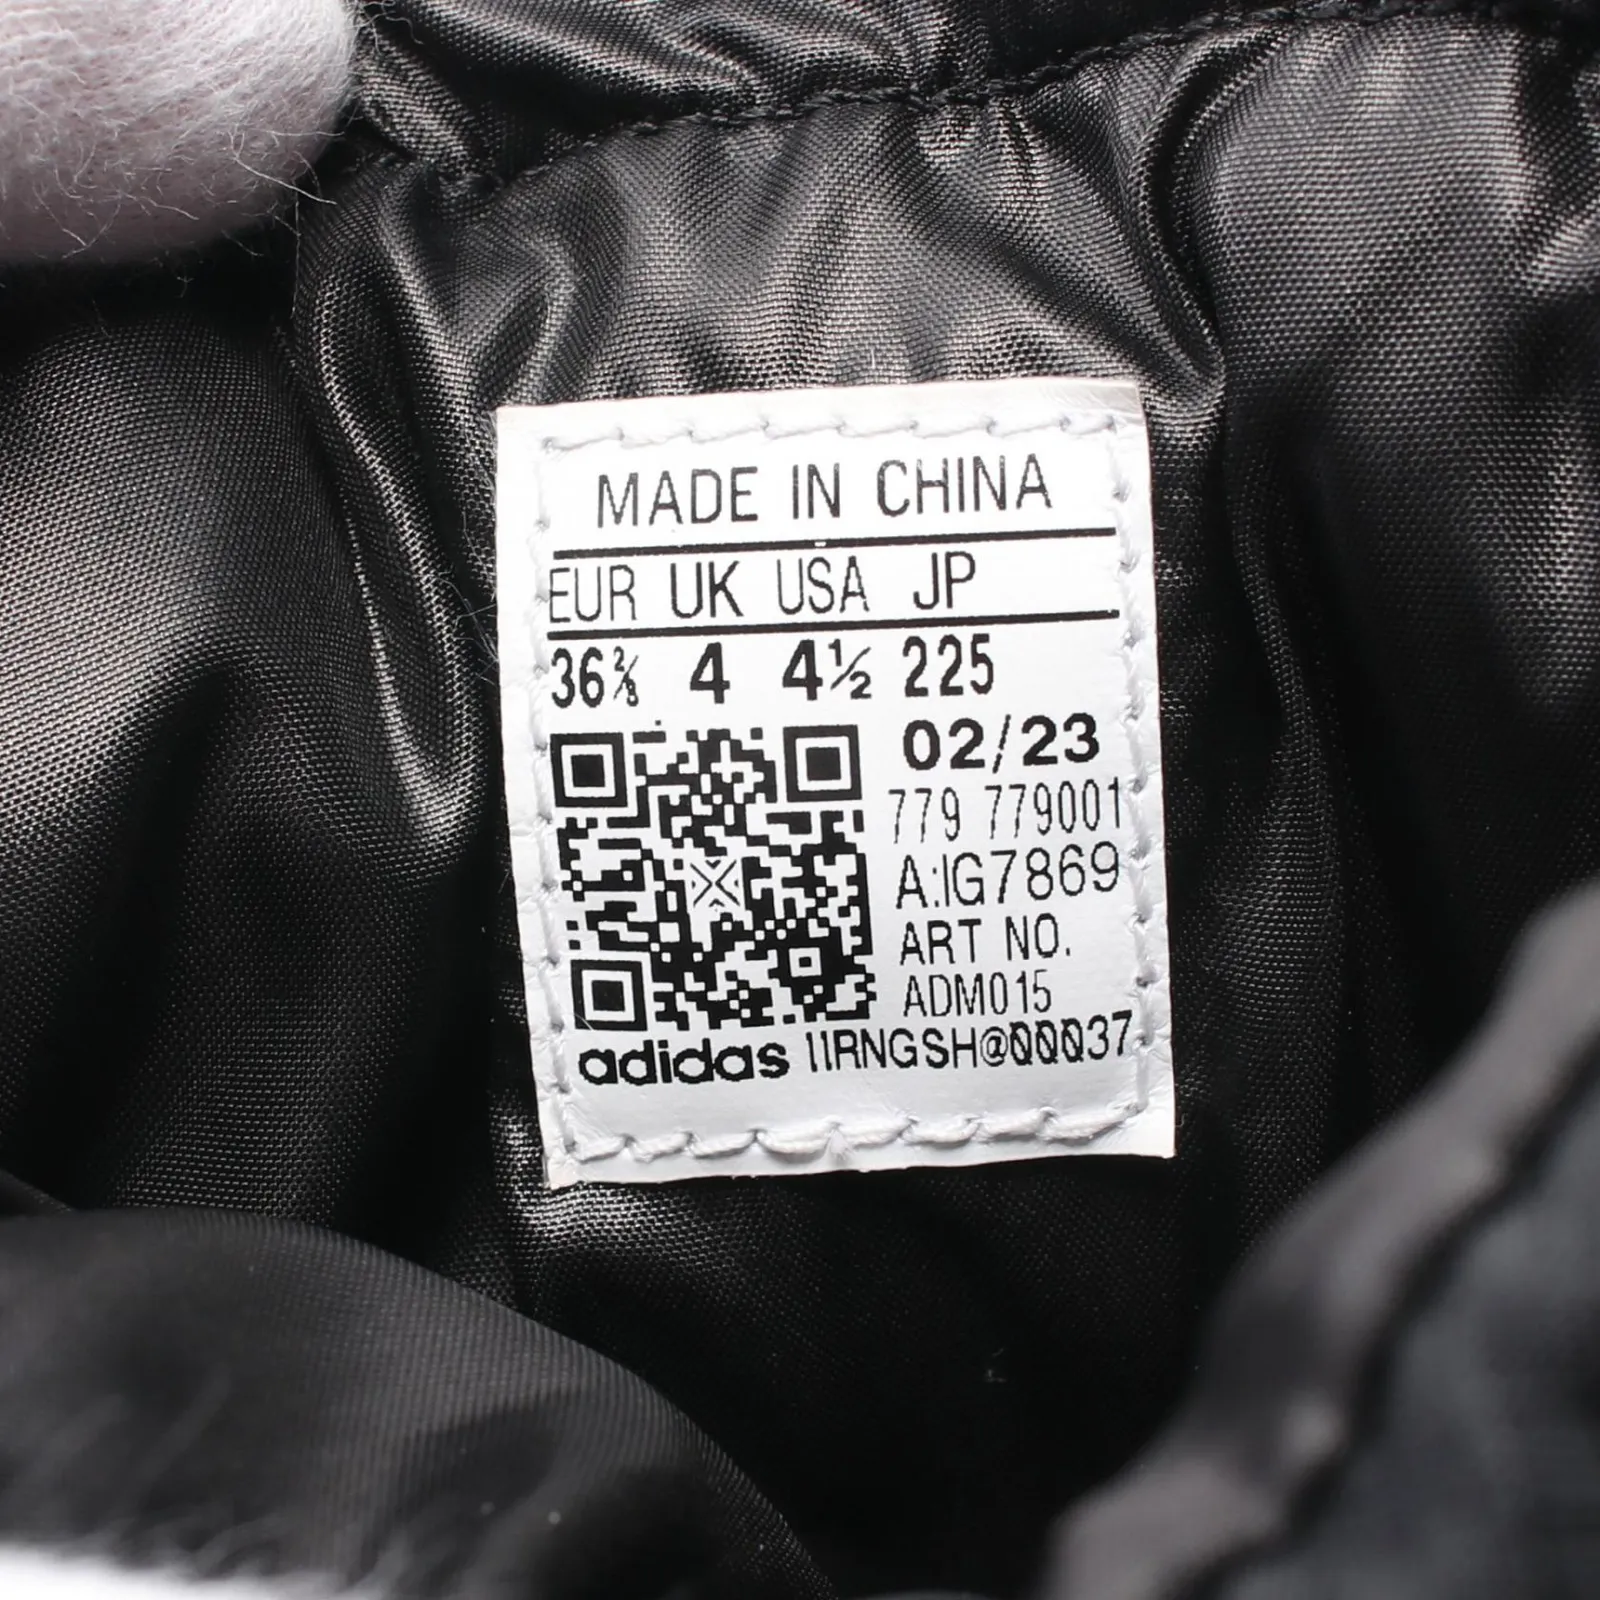 MADE IN CHINA
EUR UK USA JP
36⅔ 4 4½ 225
02/23
779 779001
A:IG7869
ART NO.
ADM015
adidas 11RNGSH@00037